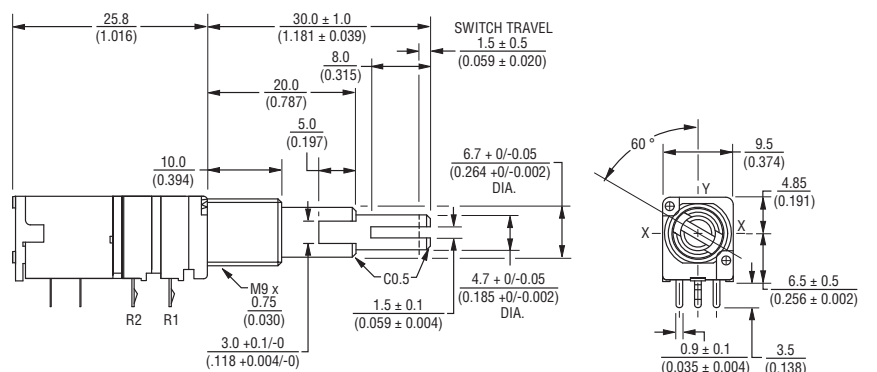 25.8
(1.016)
30.0 ± 1.0
(1.181 ± 0.039)
SWITCH TRAVEL
1.5 ± 0.5
(0.059 ± 0.020)
8.0
(0.315)
20.0
(0.787)
5.0
(0.197)
10.0
(0.394)
6.7 + 0/-0.05
(0.264 +0/-0.002)
DIA.
60 °
9.5
(0.374)
4.85
(0.191)
Y
X
X
M9 x
0.75
(0.030)
C0.5
R2
R1
4.7 + 0/-0.05
(0.185 +0/-0.002)
DIA.
1.5 ± 0.1
(0.059 ± 0.004)
3.0 +0.1/-0
(.118 +0.004/-0)
6.5 ± 0.5
(0.256 ± 0.002)
0.9 ± 0.1
(0.035 ± 0.004)
3.5
(0.138)